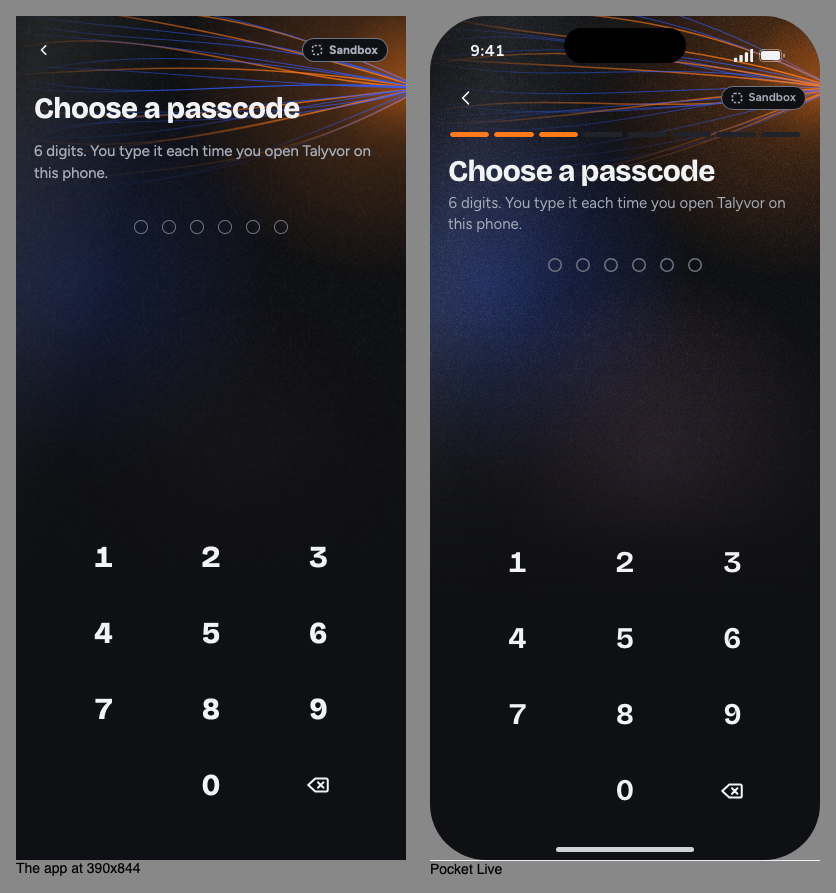 Sandbox
Choose a passcode
6 digits. You type it each time you open Talyvor on
this phone.
1 2 3
4 5 6
7 8 9
0
The app at 390x844
9:41
Sandbox
Choose a passcode
6 digits. You type it each time you open Talyvor on
this phone.
1 2 3
4 5 6
7 8 9
0
Pocket Live